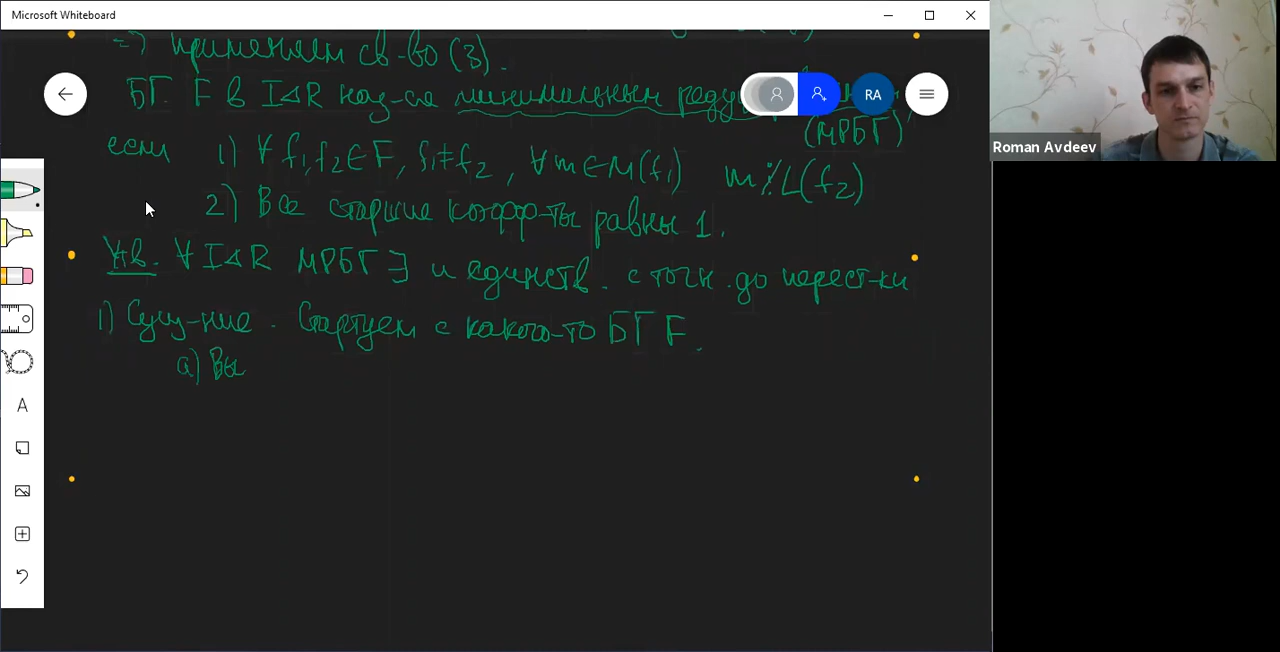 Microsoft Whiteboard
=> Применяем св-во (3).
БГ. F в I◁R наз-ся минимальным реду
(МРБГ),
если 1) ∀ f₁, f₂ ∈ F, f₁ ≠ f₂, ∀ m ∈ M(f₁) m ⋮̸ L(f₂)
2) Все старшие коэфф-ты равны 1.
Утв. ∀ I◁R МРБГ ∃ и единств. с точн. до перест-ки
1) Сущ-ние. Стартуем с какого-то БГ F.
а) Вы
RA
A
Roman Avdeev